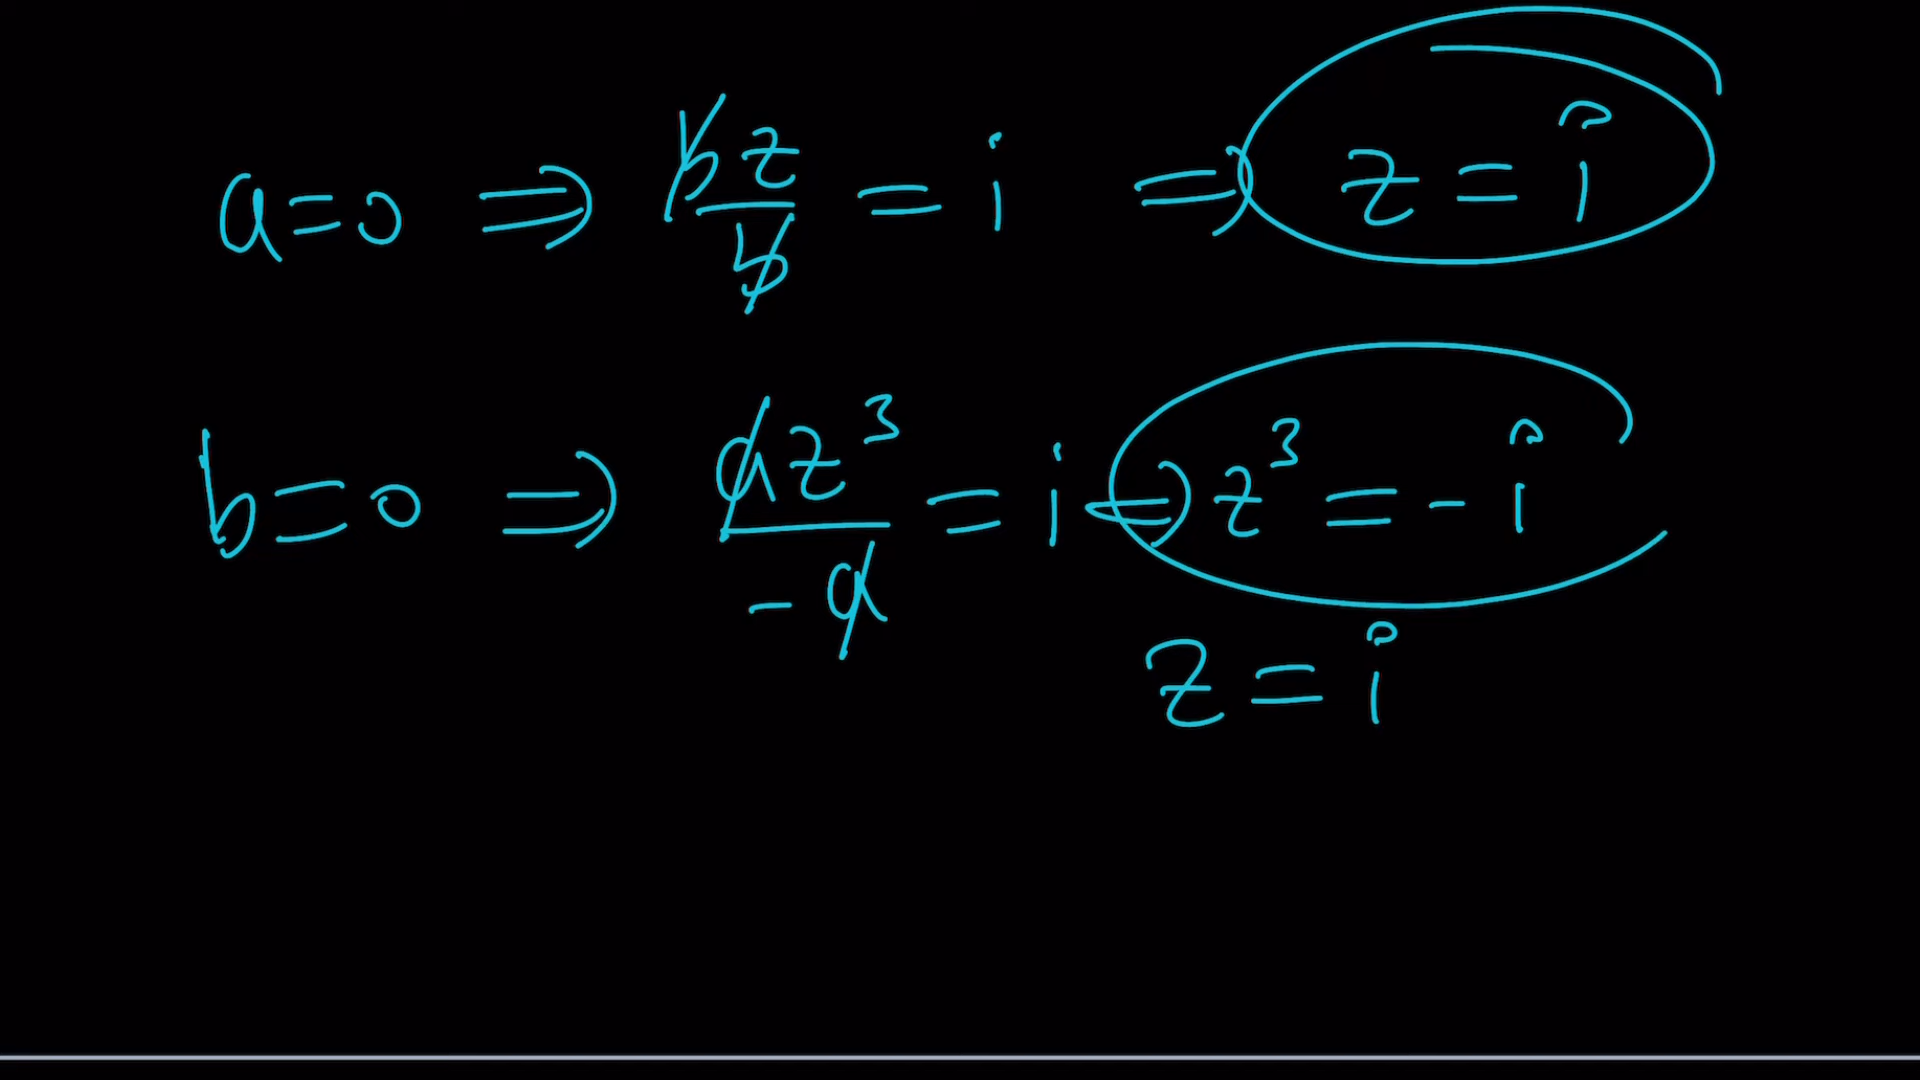 a=0 ⇒ bz/b = i ⇒ z = i
b=0 ⇒ az³/-a = i ⇒ z³ = -i
z = i